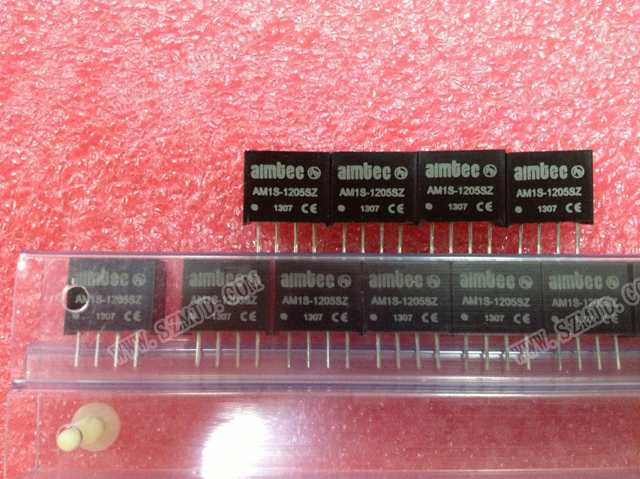 aimtec aimtec aimtec aimtec
AM1S-1205SZ AM1S-1205SZ AM1S-1205SZ AM1S-1205SZ
1307 CE 1307 CE 1307 CE 1307 CE
aimtec aimtec aimtec aimtec aimtec aimtec
AM1S-1205SZ AM1S-1205SZ AM1S-1205SZ AM1S-1205SZ AM1S-1205SZ AM1S-1205SZ
1307 CE 1307 1307 CE 1307 CE 1307 CE 1307 CE
WWW.SZMJD.COM WWW.SZMJD.COM